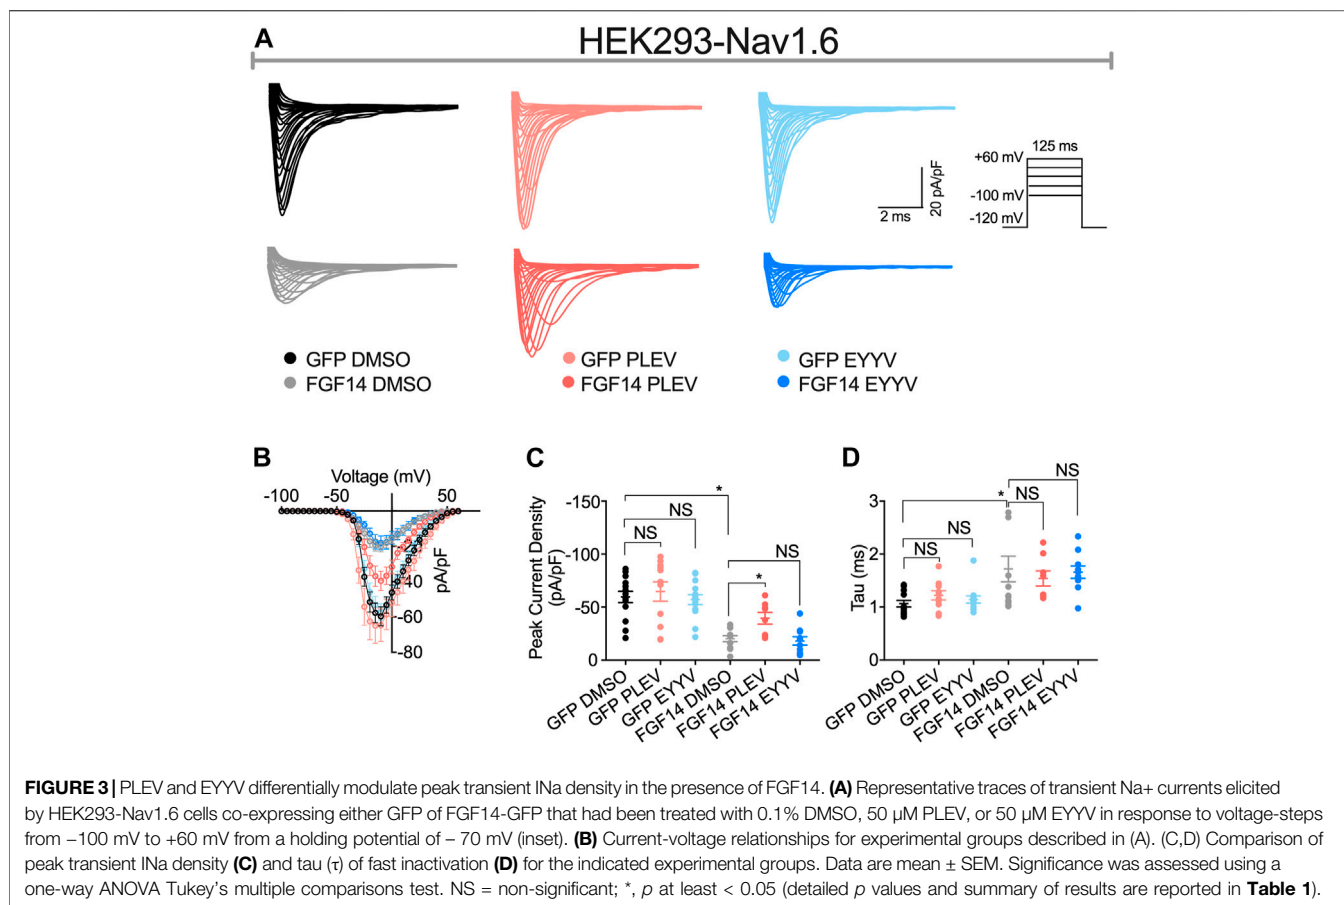 A
HEK293-Nav1.6
125 ms
+60 mV
-100 mV
-120 mV
20 pA/pF
2 ms
GFP DMSO
FGF14 DMSO
GFP PLEV
FGF14 PLEV
GFP EYYV
FGF14 EYYV
B
Voltage (mV)
-100
-50
50
-40
-60
-80
pA/pF
C
Peak Current Density
(pA/pF)
-150
-100
-50
0
*
NS
NS
NS
*
GFP DMSO
GFP PLEV
GFP EYYV
FGF14 DMSO
FGF14 PLEV
FGF14 EYYV
D
Tau (ms)
3
2
1
0
NS
*
NS
NS
NS
GFP DMSO
GFP PLEV
GFP EYYV
FGF14 DMSO
FGF14 PLEV
FGF14 EYYV
FIGURE 3 | PLEV and EYYV differentially modulate peak transient INa density in the presence of FGF14. (A) Representative traces of transient Na+ currents elicited
by HEK293-Nav1.6 cells co-expressing either GFP of FGF14-GFP that had been treated with 0.1% DMSO, 50 µM PLEV, or 50 µM EYYV in response to voltage-steps
from −100 mV to +60 mV from a holding potential of – 70 mV (inset). (B) Current-voltage relationships for experimental groups described in (A). (C,D) Comparison of
peak transient INa density (C) and tau (τ) of fast inactivation (D) for the indicated experimental groups. Data are mean ± SEM. Significance was assessed using a
one-way ANOVA Tukey's multiple comparisons test. NS = non-significant; *, p at least < 0.05 (detailed p values and summary of results are reported in Table 1).